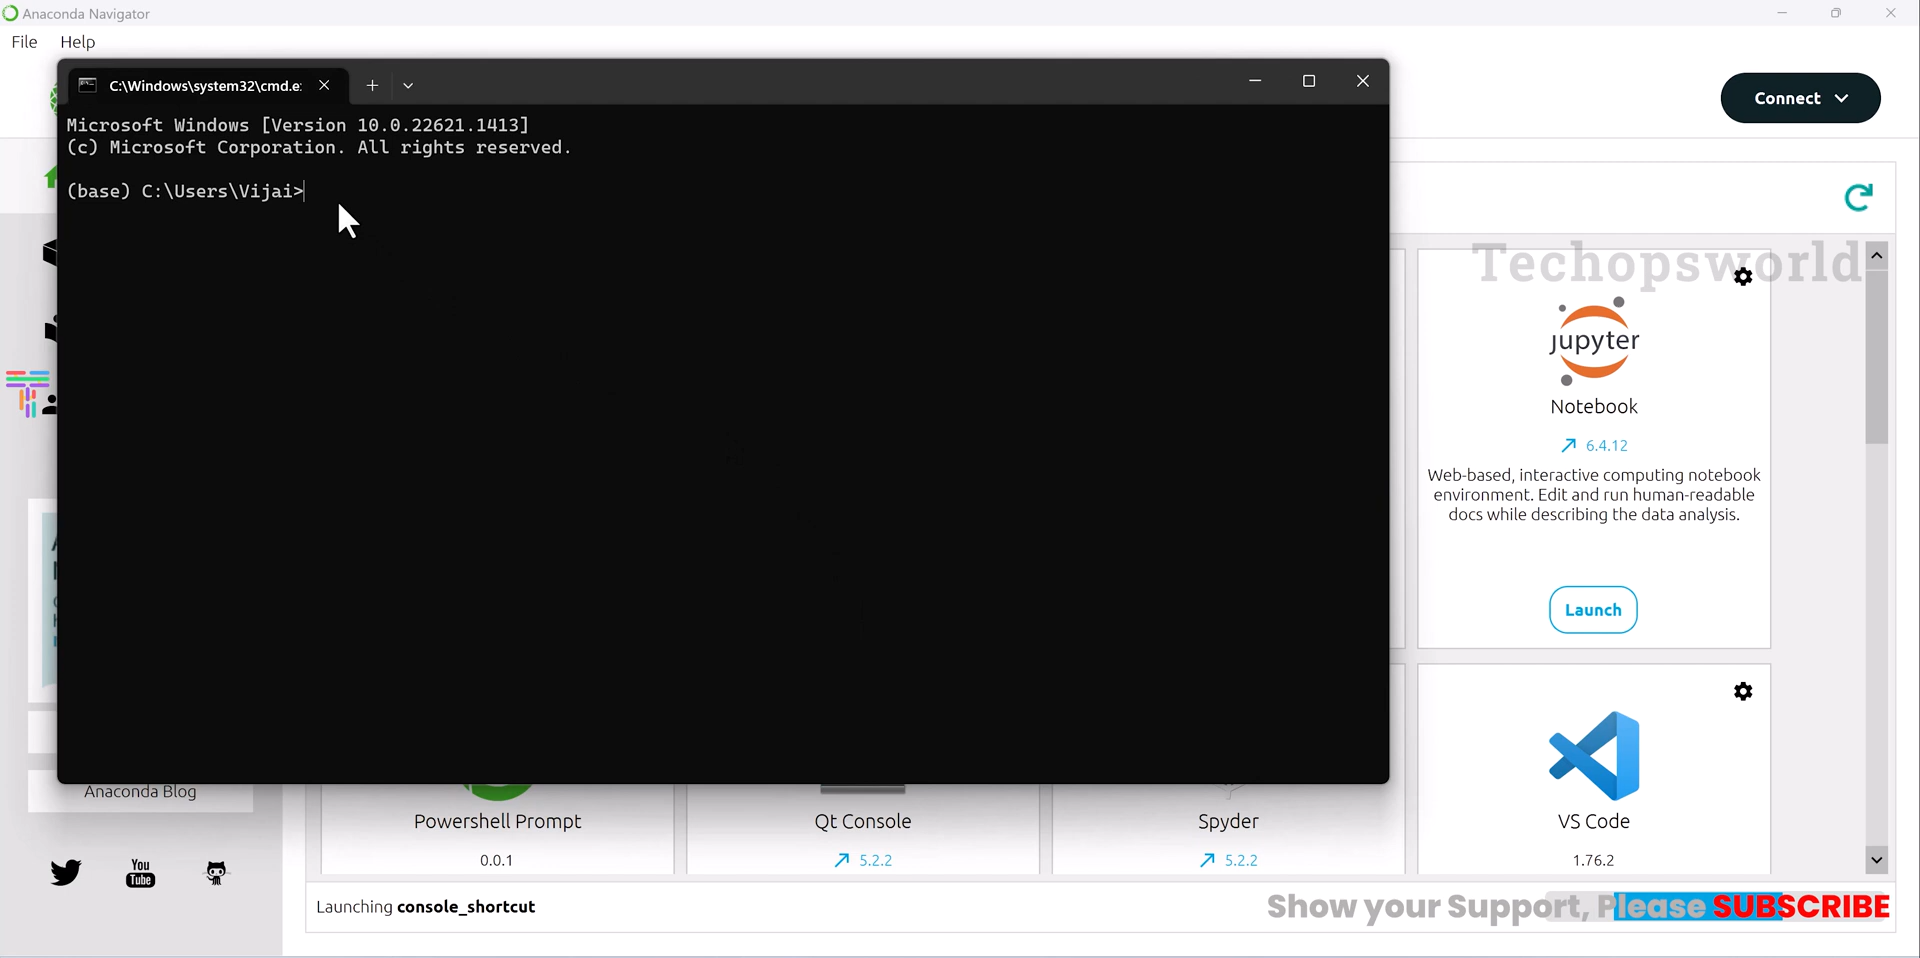 Anaconda Navigator
File Help
C:\Windows\system32\cmd.e:
Connect
Microsoft Windows [Version 10.0.22621.1413]
(c) Microsoft Corporation. All rights reserved.
(base) C:\Users\Vijai>
Techopsworld
jupyter
Notebook
6.4.12
Web-based, interactive computing notebook
environment. Edit and run human-readable
docs while describing the data analysis.
Launch
Anaconda Blog
Powershell Prompt
0.0.1
Qt Console
5.2.2
Spyder
5.2.2
VS Code
1.76.2
You
Tube
Launching console_shortcut
Show your Support, Please SUBSCRIBE